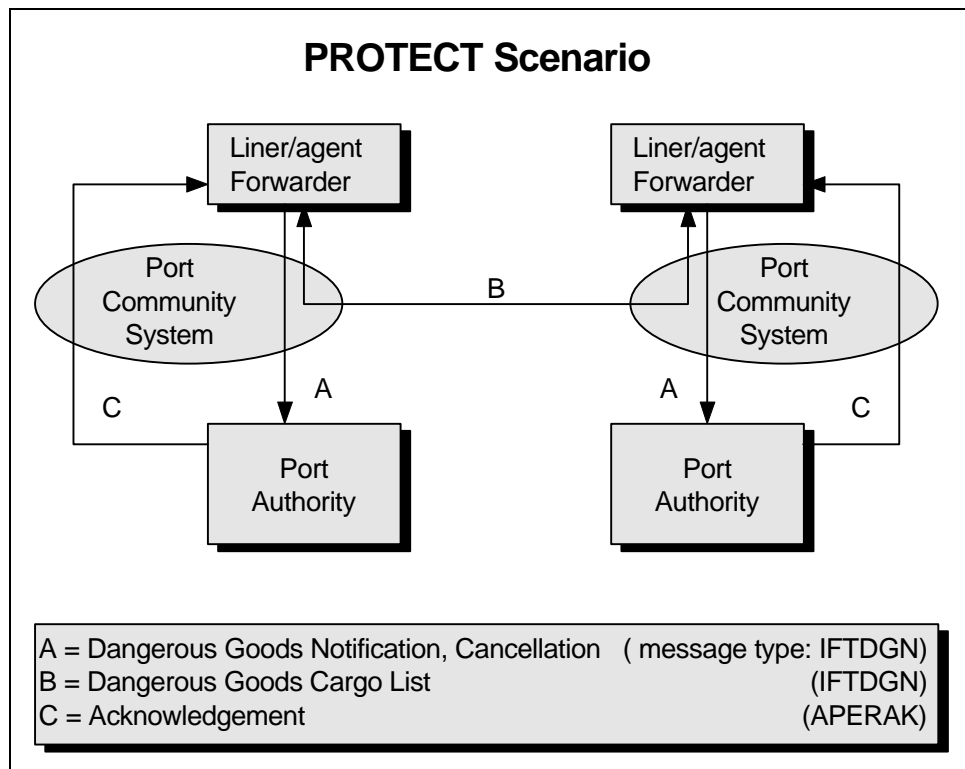 PROTECT Scenario
Liner/agent
Forwarder
Liner/agent
Forwarder
Port
Community
System
B
Port
Community
System
A
A
C
C
Port
Authority
Port
Authority
A = Dangerous Goods Notification, Cancellation ( message type: IFTDGN)
B = Dangerous Goods Cargo List (IFTDGN)
C = Acknowledgement (APERAK)